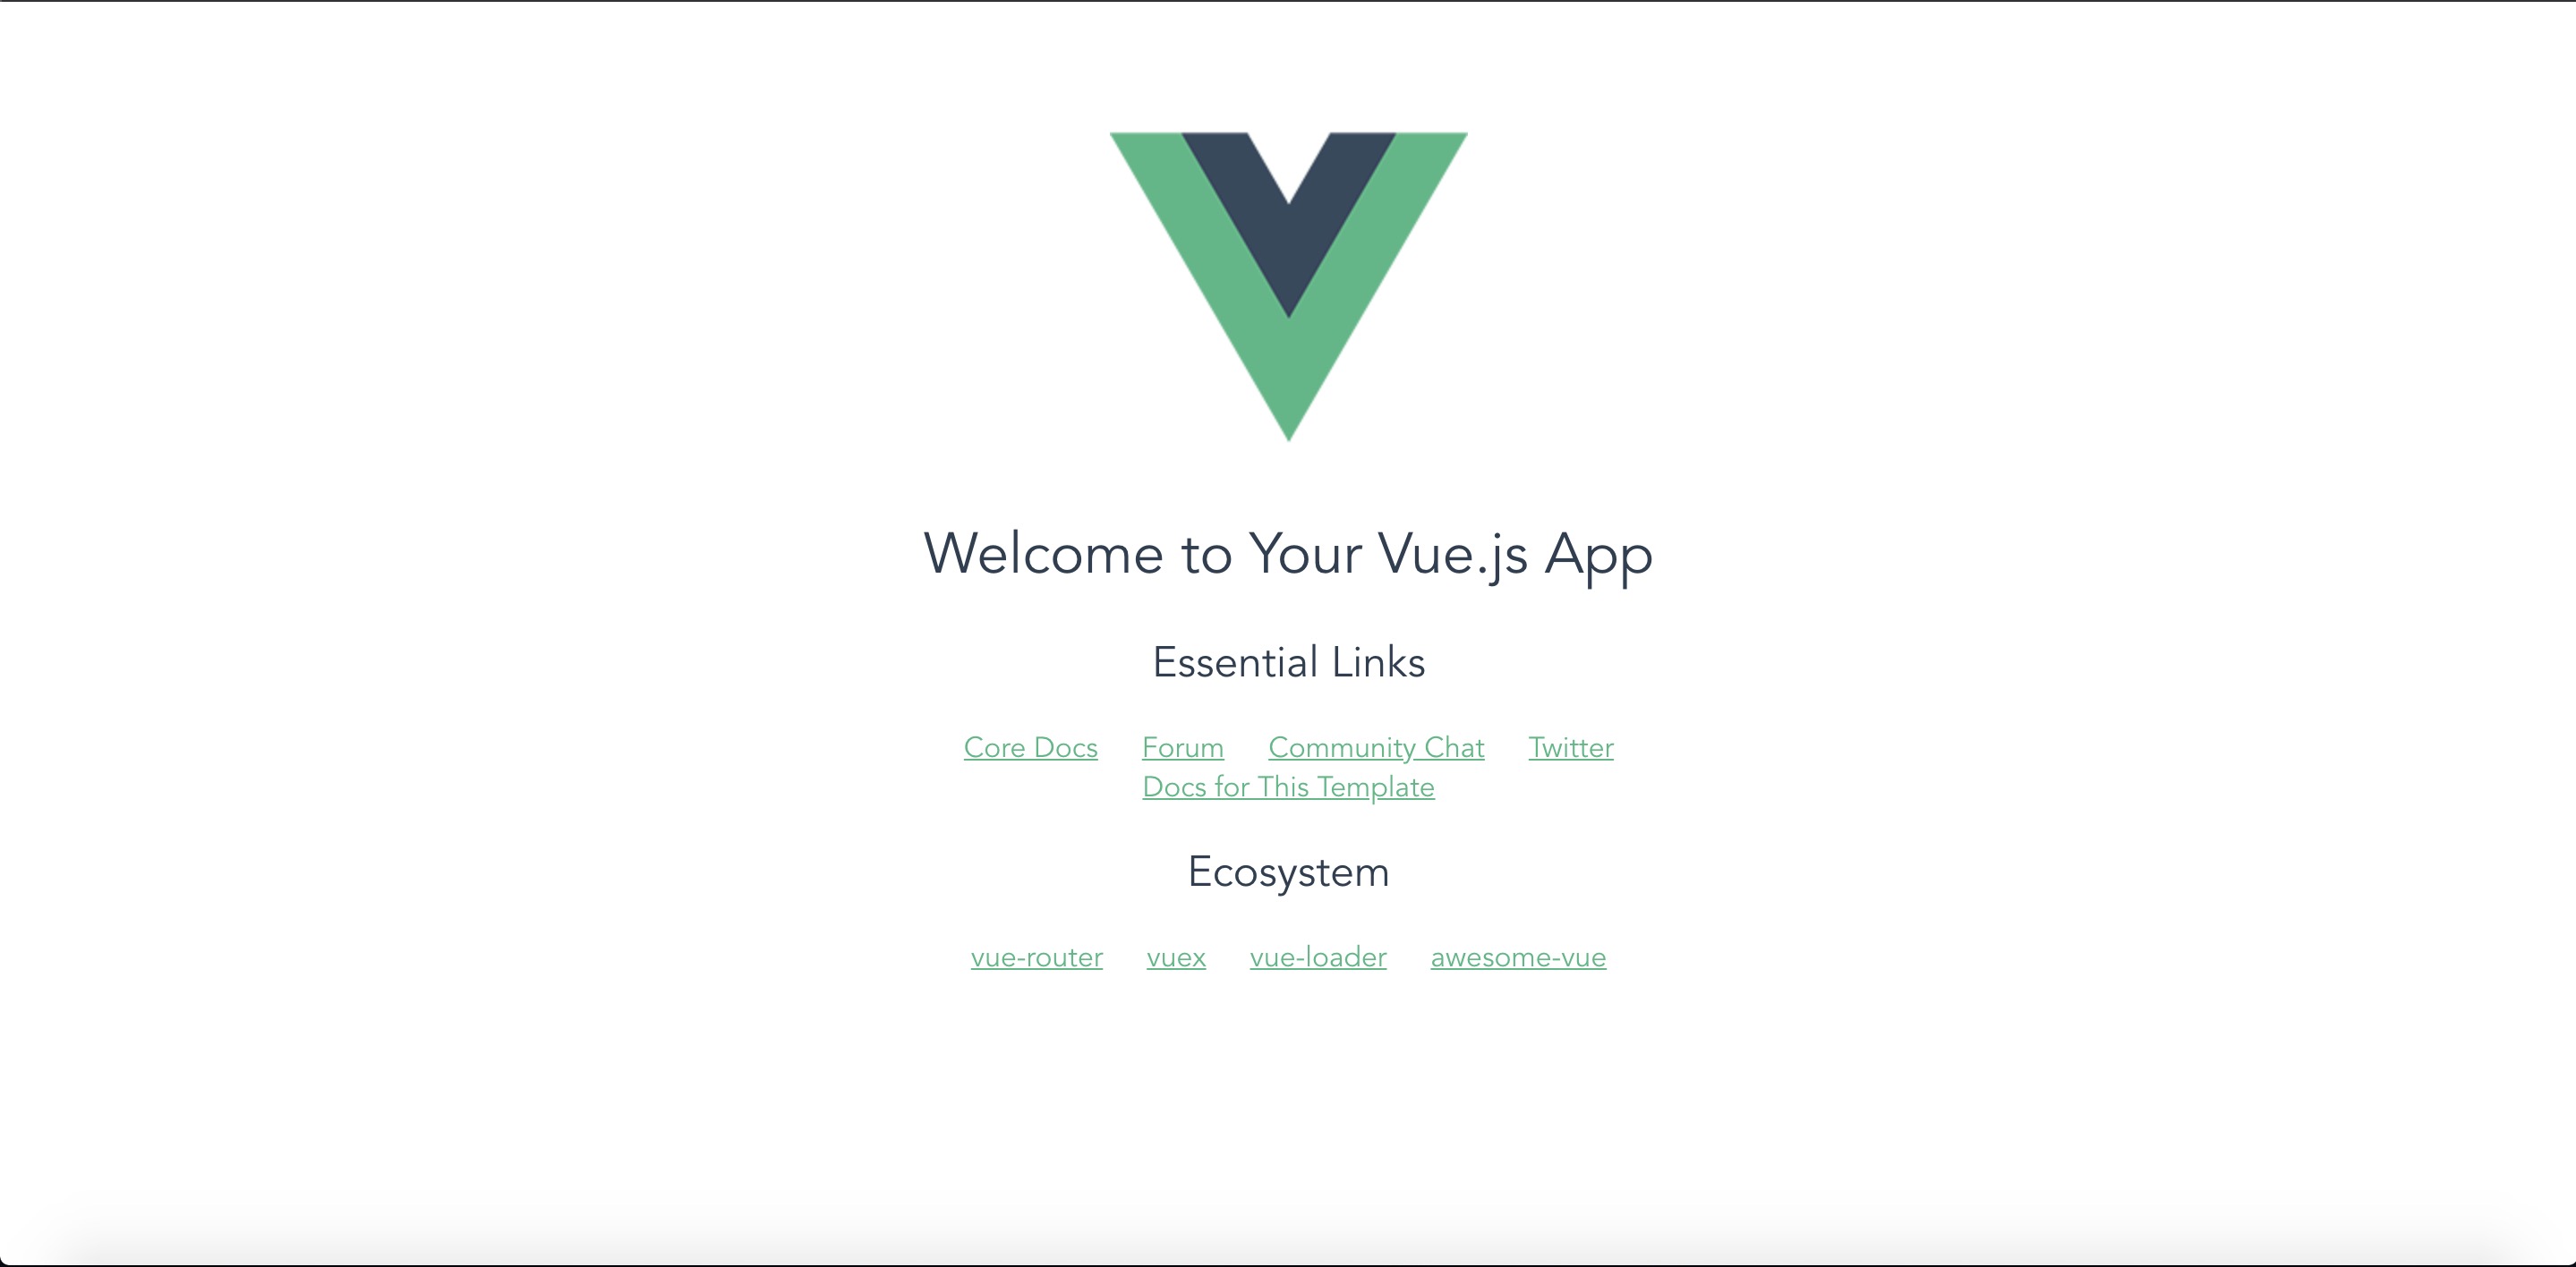 Welcome to Your Vue.js App
Essential Links
Core Docs Forum Community Chat Twitter
Docs for This Template
Ecosystem
vue-router vuex vue-loader awesome-vue